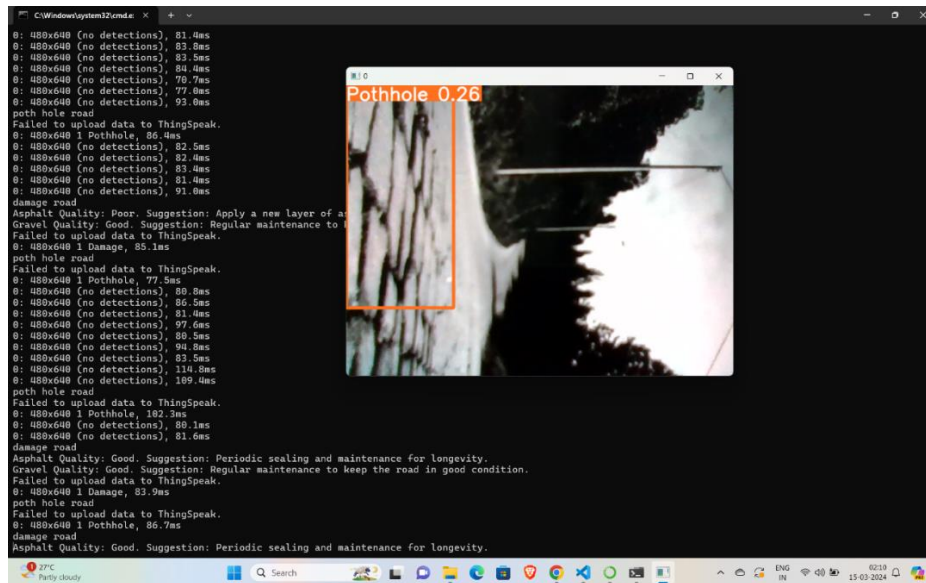 C:\Windows\system32\cmd.e:
0: 480x640 (no detections), 81.4ms
0: 480x640 (no detections), 83.8ms
0: 480x640 (no detections), 83.5ms
0: 480x640 (no detections), 84.4ms
0: 480x640 (no detections), 70.7ms
0: 480x640 (no detections), 77.0ms
0: 480x640 (no detections), 93.0ms
poth hole road
Failed to upload data to ThingSpeak.
0: 480x640 1 Pothhole, 86.4ms
0: 480x640 (no detections), 82.5ms
0: 480x640 (no detections), 82.4ms
0: 480x640 (no detections), 83.4ms
0: 480x640 (no detections), 81.4ms
0: 480x640 (no detections), 91.0ms
damage road
Asphalt Quality: Poor. Suggestion: Apply a new layer of a
Gravel Quality: Good. Suggestion: Regular maintenance to
Failed to upload data to ThingSpeak.
0: 480x640 1 Damage, 85.1ms
poth hole road
Failed to upload data to ThingSpeak.
0: 480x640 1 Pothhole, 77.5ms
0: 480x640 (no detections), 80.8ms
0: 480x640 (no detections), 86.5ms
0: 480x640 (no detections), 81.4ms
0: 480x640 (no detections), 97.6ms
0: 480x640 (no detections), 80.5ms
0: 480x640 (no detections), 94.8ms
0: 480x640 (no detections), 83.5ms
0: 480x640 (no detections), 114.8ms
0: 480x640 (no detections), 109.4ms
poth hole road
Failed to upload data to ThingSpeak.
0: 480x640 1 Pothhole, 102.3ms
0: 480x640 (no detections), 80.1ms
0: 480x640 (no detections), 81.6ms
damage road
Asphalt Quality: Good. Suggestion: Periodic sealing and maintenance for longevity.
Gravel Quality: Good. Suggestion: Regular maintenance to keep the road in good condition.
Failed to upload data to ThingSpeak.
0: 480x640 1 Damage, 83.9ms
poth hole road
Failed to upload data to ThingSpeak.
0: 480x640 1 Pothhole, 86.7ms
damage road
Asphalt Quality: Good. Suggestion: Periodic sealing and maintenance for longevity.
0
Pothhole 0.26
27°C
Partly cloudy
Search
ENG
IN
02:10
15-03-2024